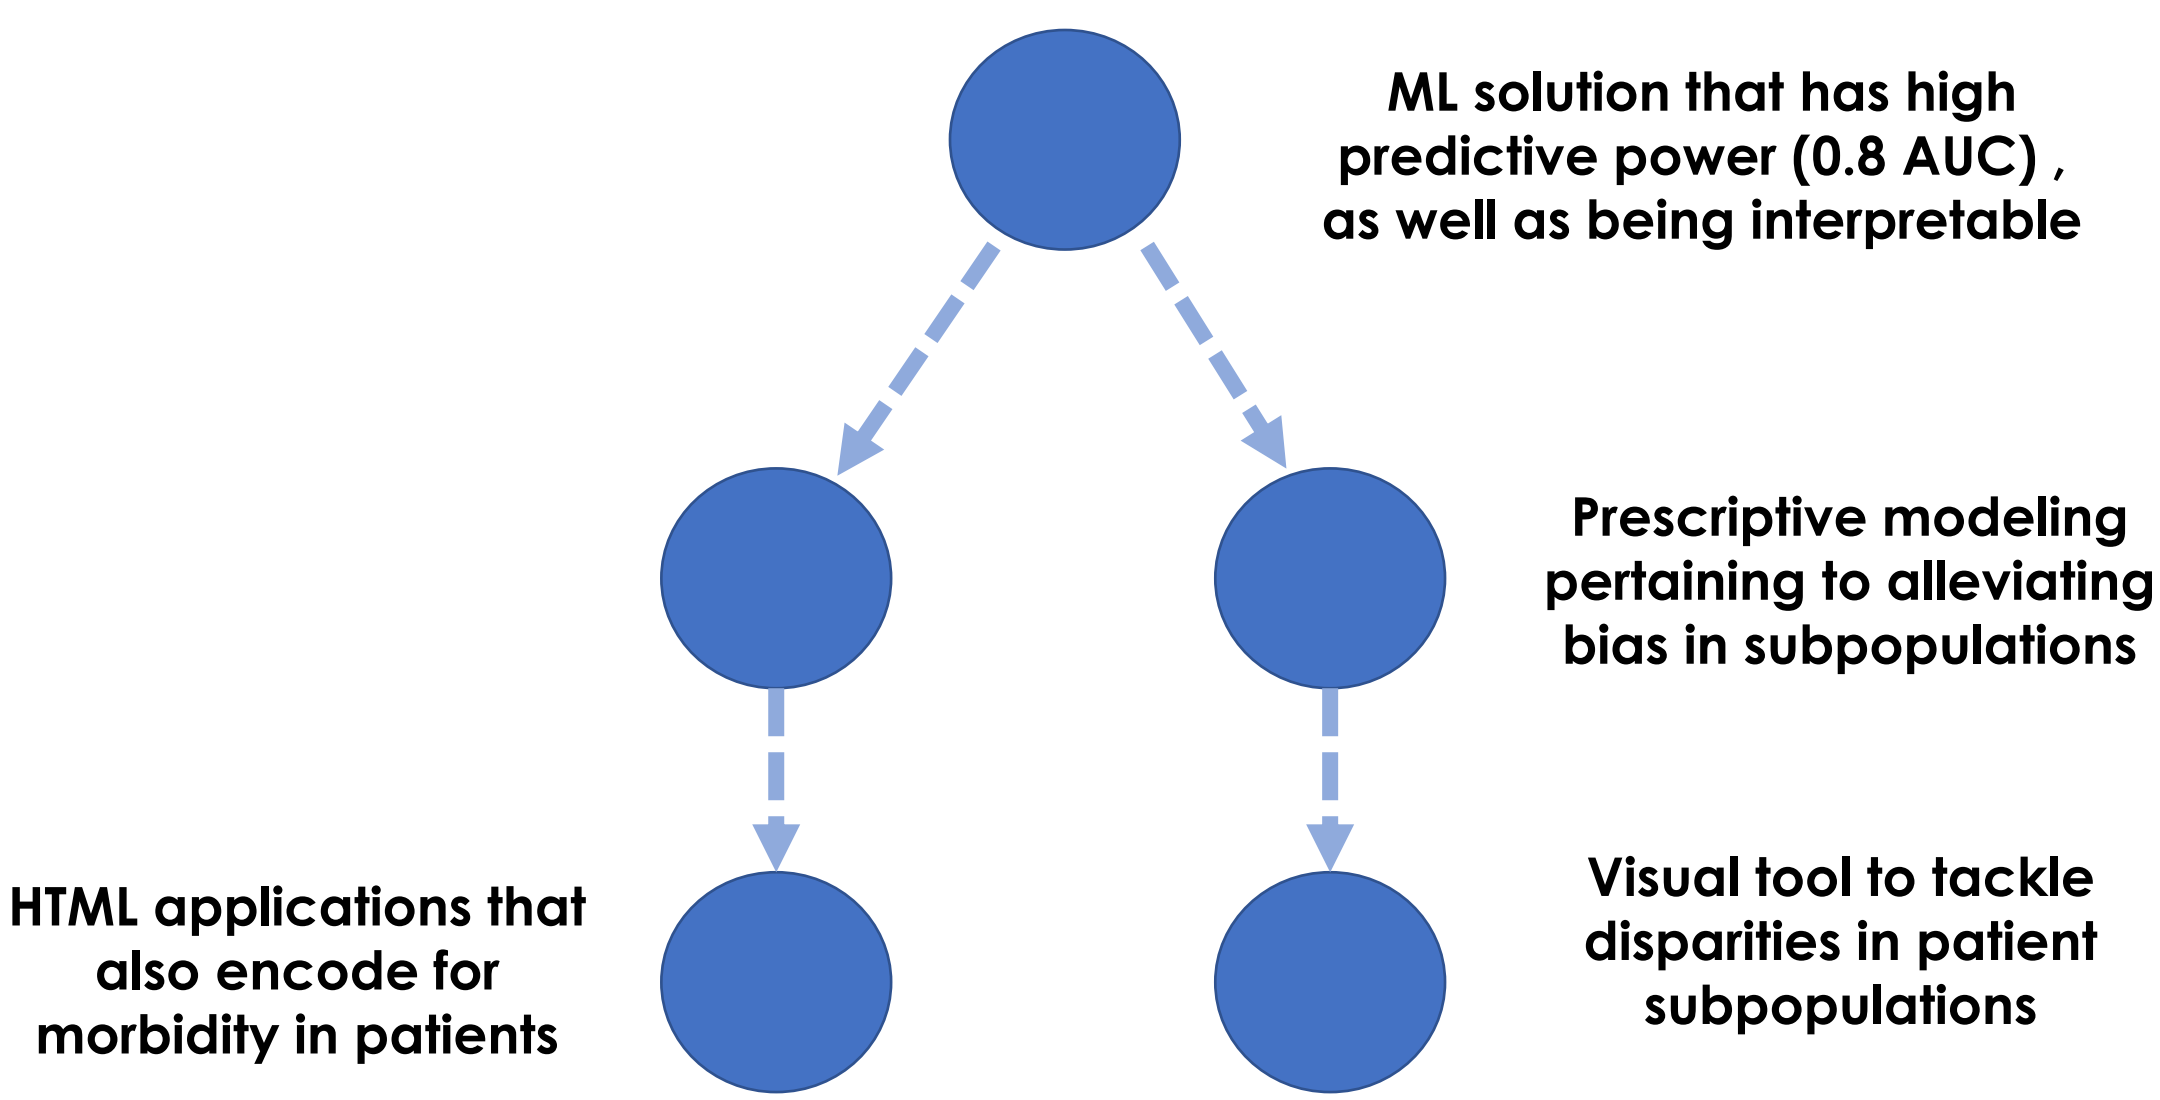 ML solution that has high
predictive power (0.8 AUC) ,
as well as being interpretable
Prescriptive modeling
pertaining to alleviating
bias in subpopulations
HTML applications that
also encode for
morbidity in patients
Visual tool to tackle
disparities in patient
subpopulations